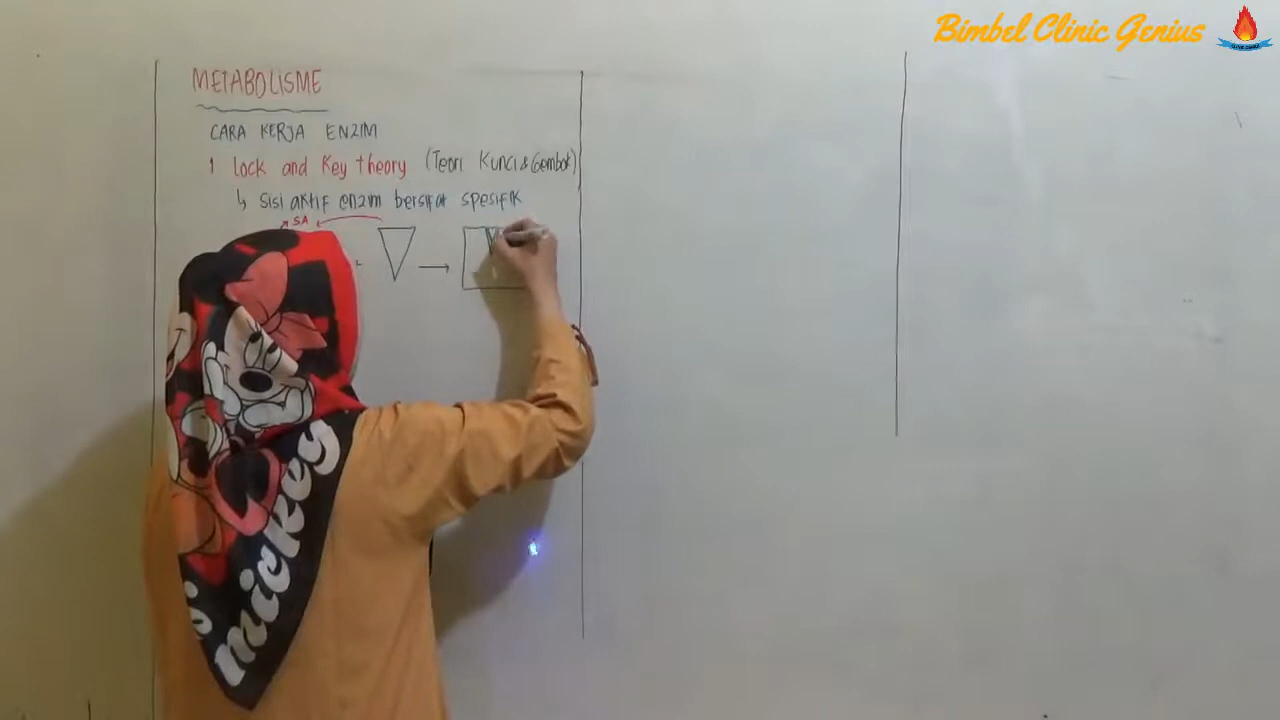 Bimbel Clinic Genius
METABOLISME
CARA KERJA ENZIM
1 Lock and Key theory (Teori Kunci & Gembok)
↳ Sisi aktif enzim bersifat spesifik
SA
+ →
mickey